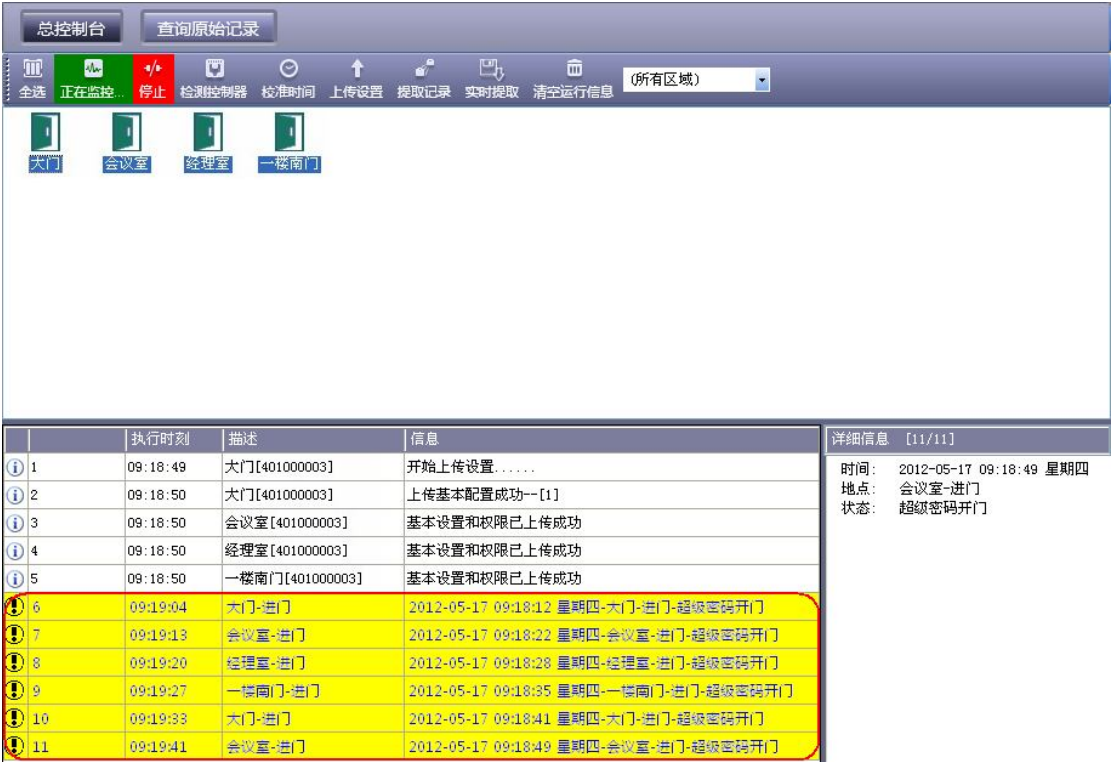 总控制台 查询原始记录
全选 正在监控... 停止 检测控制器 校准时间 上传设置 提取记录 实时提取 清空运行信息 (所有区域)
大门 会议室 经理室 一楼南门
执行时刻 描述 信息
1 09:18:49 大门[401000003] 开始上传设置......
2 09:18:50 大门[401000003] 上传基本配置成功--[1]
3 09:18:50 会议室[401000003] 基本设置和权限已上传成功
4 09:18:50 经理室[401000003] 基本设置和权限已上传成功
5 09:18:50 一楼南门[401000003] 基本设置和权限已上传成功
6 09:19:04 大门-进门 2012-05-17 09:18:12 星期四-大门-进门-超级密码开门
7 09:19:13 会议室-进门 2012-05-17 09:18:22 星期四-会议室-进门-超级密码开门
8 09:19:20 经理室-进门 2012-05-17 09:18:28 星期四-经理室-进门-超级密码开门
9 09:19:27 一楼南门-进门 2012-05-17 09:18:35 星期四-一楼南门-进门-超级密码开门
10 09:19:33 大门-进门 2012-05-17 09:18:41 星期四-大门-进门-超级密码开门
11 09:19:41 会议室-进门 2012-05-17 09:18:49 星期四-会议室-进门-超级密码开门
详细信息 [11/11]
时间: 2012-05-17 09:18:49 星期四
地点: 会议室-进门
状态: 超级密码开门